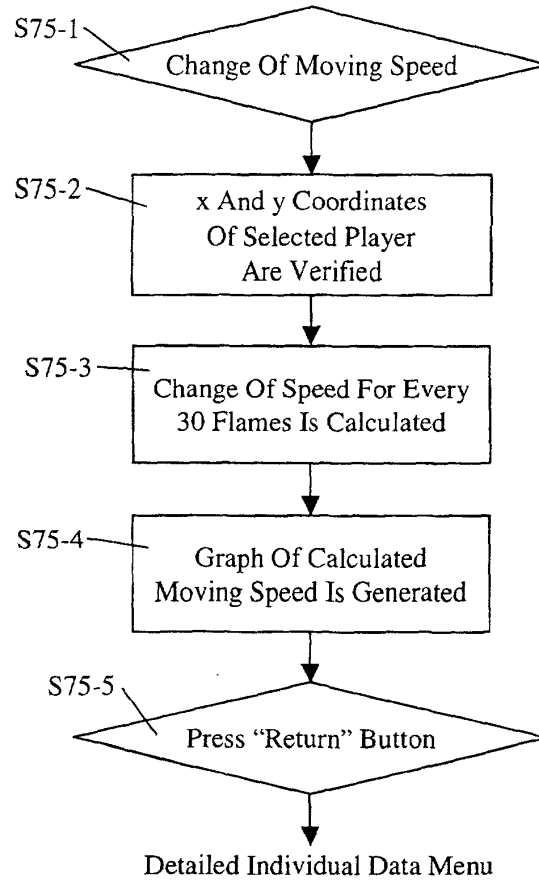 S75-1
Change Of Moving Speed
S75-2
x And y Coordinates
Of Selected Player
Are Verified
S75-3
Change Of Speed For Every
30 Flames Is Calculated
S75-4
Graph Of Calculated
Moving Speed Is Generated
S75-5
Press “Return” Button
Detailed Individual Data Menu